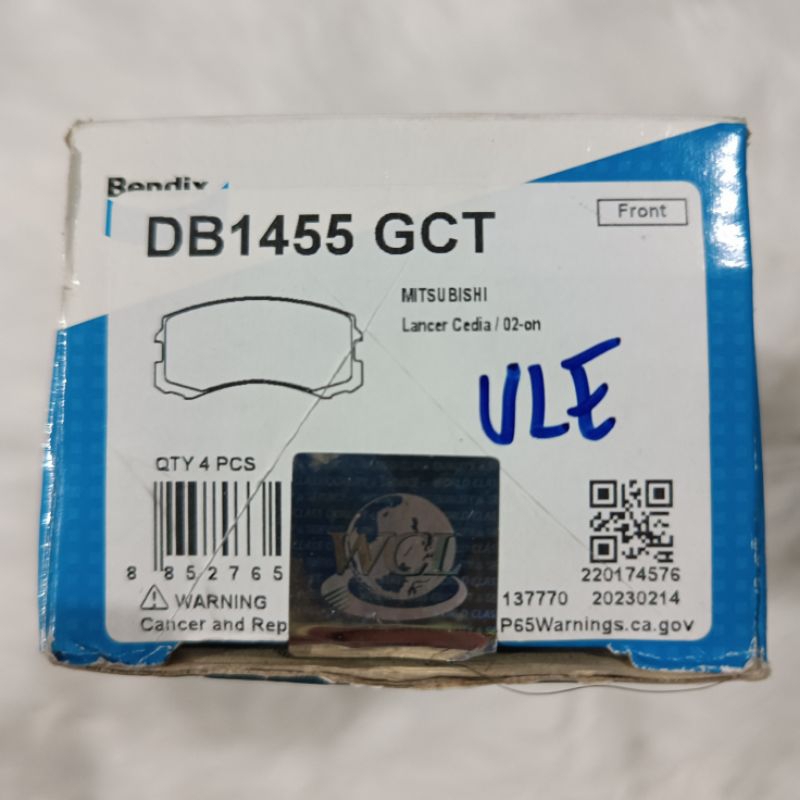 Bendix
DB1455 GCT
Front
MITSUBISHI
Lancer Cedia / 02-on
ULE
QTY 4 PCS
8 852765
WCL
220174576
137770 20230214
⚠ WARNING
Cancer and Rep
P65Warnings.ca.gov